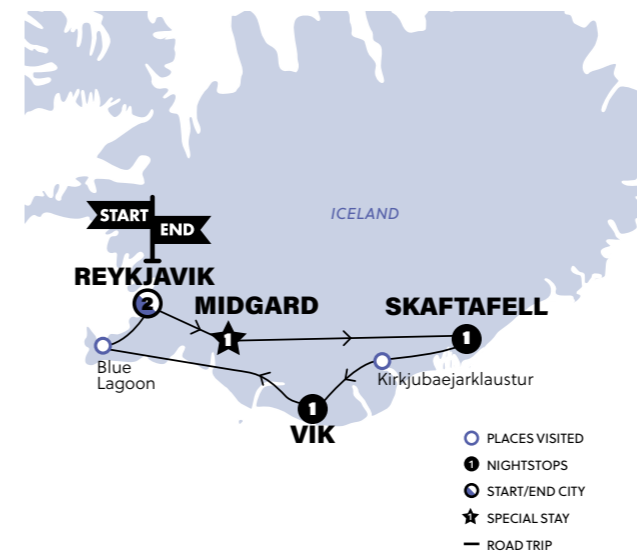 START
END
ICELAND
REYKJAVIK
2
MIDGARD
1
SKAFTAFELL
1
Blue
Lagoon
Kirkjubaejarklaustur
1
VIK
PLACES VISITED
1 NIGHTSTOPS
START/END CITY
1 SPECIAL STAY
ROAD TRIP